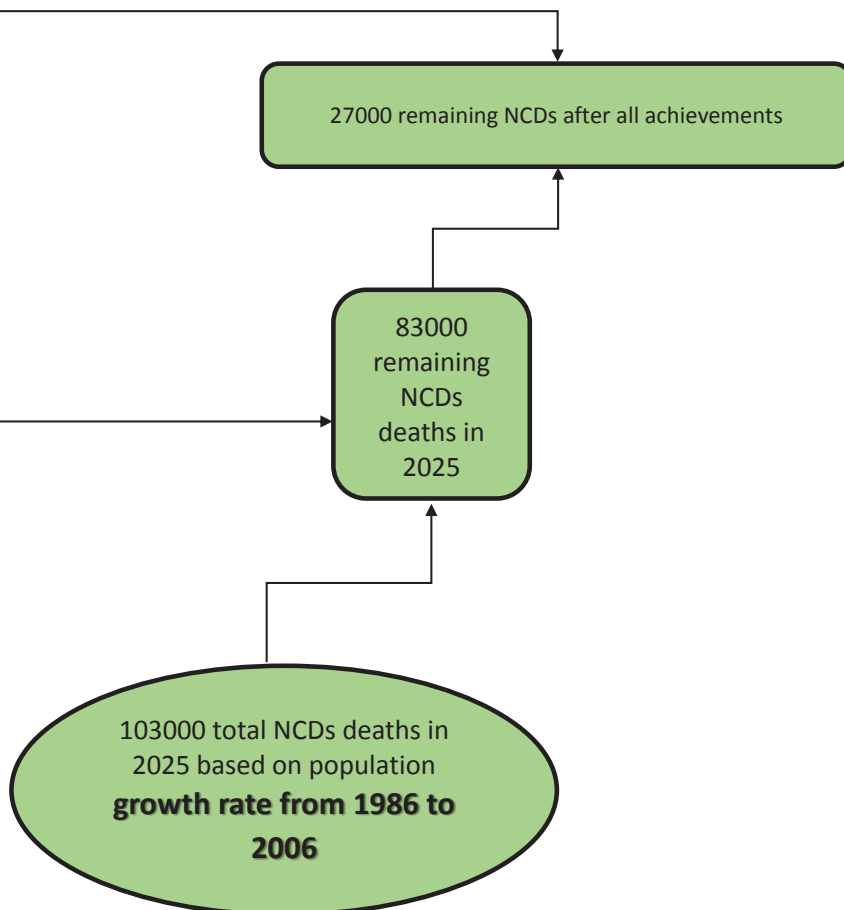 27000 remaining NCDs after all achievements
83000
remaining
NCDs
deaths in
2025
103000 total NCDs deaths in
2025 based on population
growth rate from 1986 to
2006